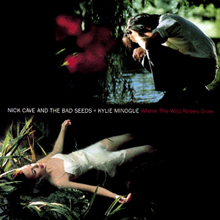 NICK CAVE AND THE BAD SEEDS + KYLIE MINOGUE Where The Wild Roses Grow